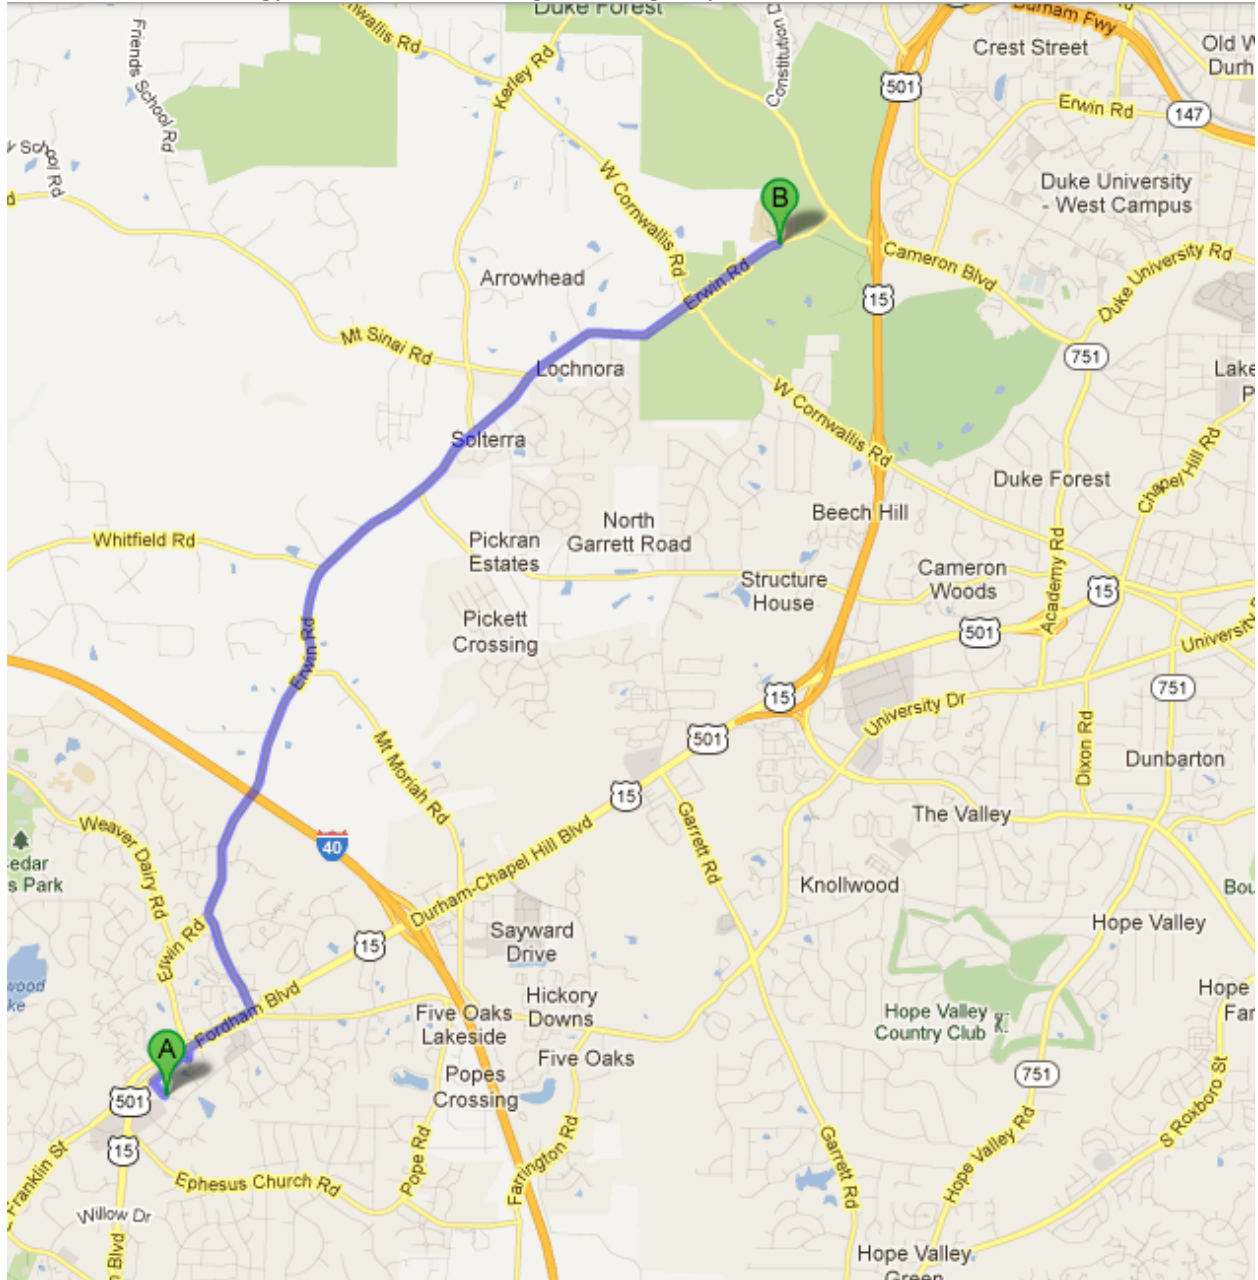 Duke Forest
Durham Fwy
Rd
wallis Rd
Friends School Rd
Kerley Rd
Constitution D
Crest Street
Old W
Durh
501
Erwin Rd
147
ool Rd
W Cornwallis Rd
B
Duke University
- West Campus
Cameron Blvd
Duke University Rd
Arrowhead
Erwin Rd
15
Mt Sinai Rd
Lochnora
751
Lake
P
W Cornwallis Rd
Solterra
Chapel Hill Rd
Duke Forest
Beech Hill
North
Garrett Road
Whitfield Rd
Pickran
Estates
Cameron
Woods
Structure
House
Academy Rd
15
Pickett
Crossing
501
University
Erwin Rd
15
751
University Dr
501
Mt Moriah Rd
Dixon Rd
Dunbarton
15
The Valley
Weaver Dairy Rd
Garrett Rd
40
Durham-Chapel Hill Blvd
edar
s Park
Knollwood
Bou
Hope Valley
Erwin Rd
15
Sayward
Drive
wood
ke
Fordham Blvd
Hickory
Downs
Five Oaks
Lakeside
Hope Valley
Country Club
Hope
Far
A
Five Oaks
Popes
Crossing
751
501
S Roxboro St
15
Franklin St
Pope Rd
Farrington Rd
Garrett Rd
Hope Valley Rd
Ephesus Church Rd
Willow Dr
Blvd
Hope Valley
Green